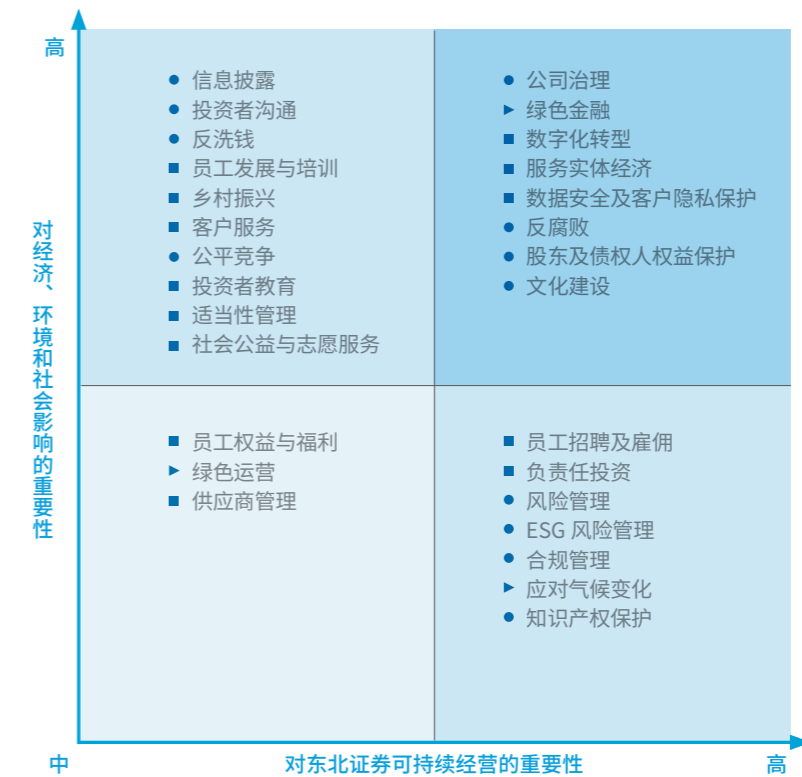 高
对经济、环境和社会影响的重要性
● 信息披露
● 投资者沟通
● 反洗钱
■ 员工发展与培训
■ 乡村振兴
■ 客户服务
● 公平竞争
■ 投资者教育
■ 适当性管理
■ 社会公益与志愿服务
● 公司治理
▶ 绿色金融
■ 数字化转型
■ 服务实体经济
■ 数据安全及客户隐私保护
● 反腐败
● 股东及债权人权益保护
● 文化建设
■ 员工权益与福利
▶ 绿色运营
■ 供应商管理
■ 员工招聘及雇佣
■ 负责任投资
● 风险管理
● ESG 风险管理
● 合规管理
▶ 应对气候变化
● 知识产权保护
中
对东北证券可持续经营的重要性
高